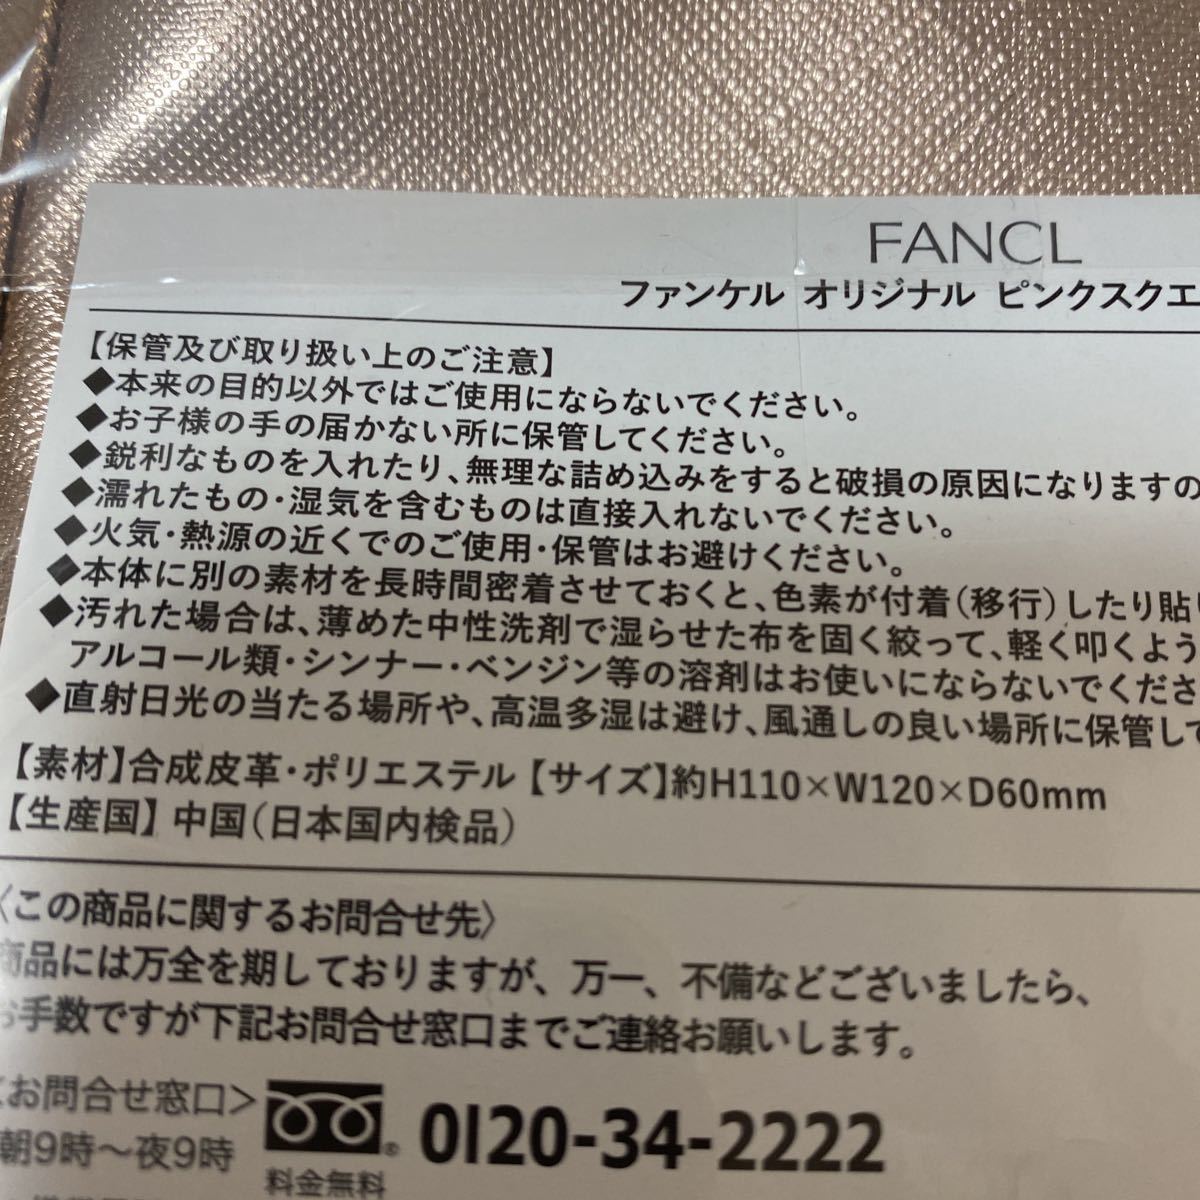 FANCL
ファンケル オリジナル ピンクスクエ
【保管及び取り扱い上のご注意】
◆本来の目的以外ではご使用にならないでください。
◆お子様の手の届かない所に保管してください。
◆鋭利なものを入れたり、無理な詰め込みをすると破損の原因になりますの
◆濡れたもの・湿気を含むものは直接入れないでください。
◆火気・熱源の近くでのご使用・保管はお避けください。
◆本体に別の素材を長時間密着させておくと、色素が付着(移行)したり貼
◆汚れた場合は、薄めた中性洗剤で湿らせた布を固く絞って、軽く叩くよう
アルコール類・シンナー・ベンジン等の溶剤はお使いにならないでくださ
◆直射日光の当たる場所や、高温多湿は避け、風通しの良い場所に保管して
【素材】合成皮革・ポリエステル【サイズ】約H110×W120×D60mm
【生産国】中国(日本国内検品)
〈この商品に関するお問合せ先〉
商品には万全を期しておりますが、万一、不備などございましたら、
お手数ですが下記お問合せ窓口までご連絡お願いします。
<お問合せ窓口>
朝9時～夜9時
®
0120-34-2222
料金無料